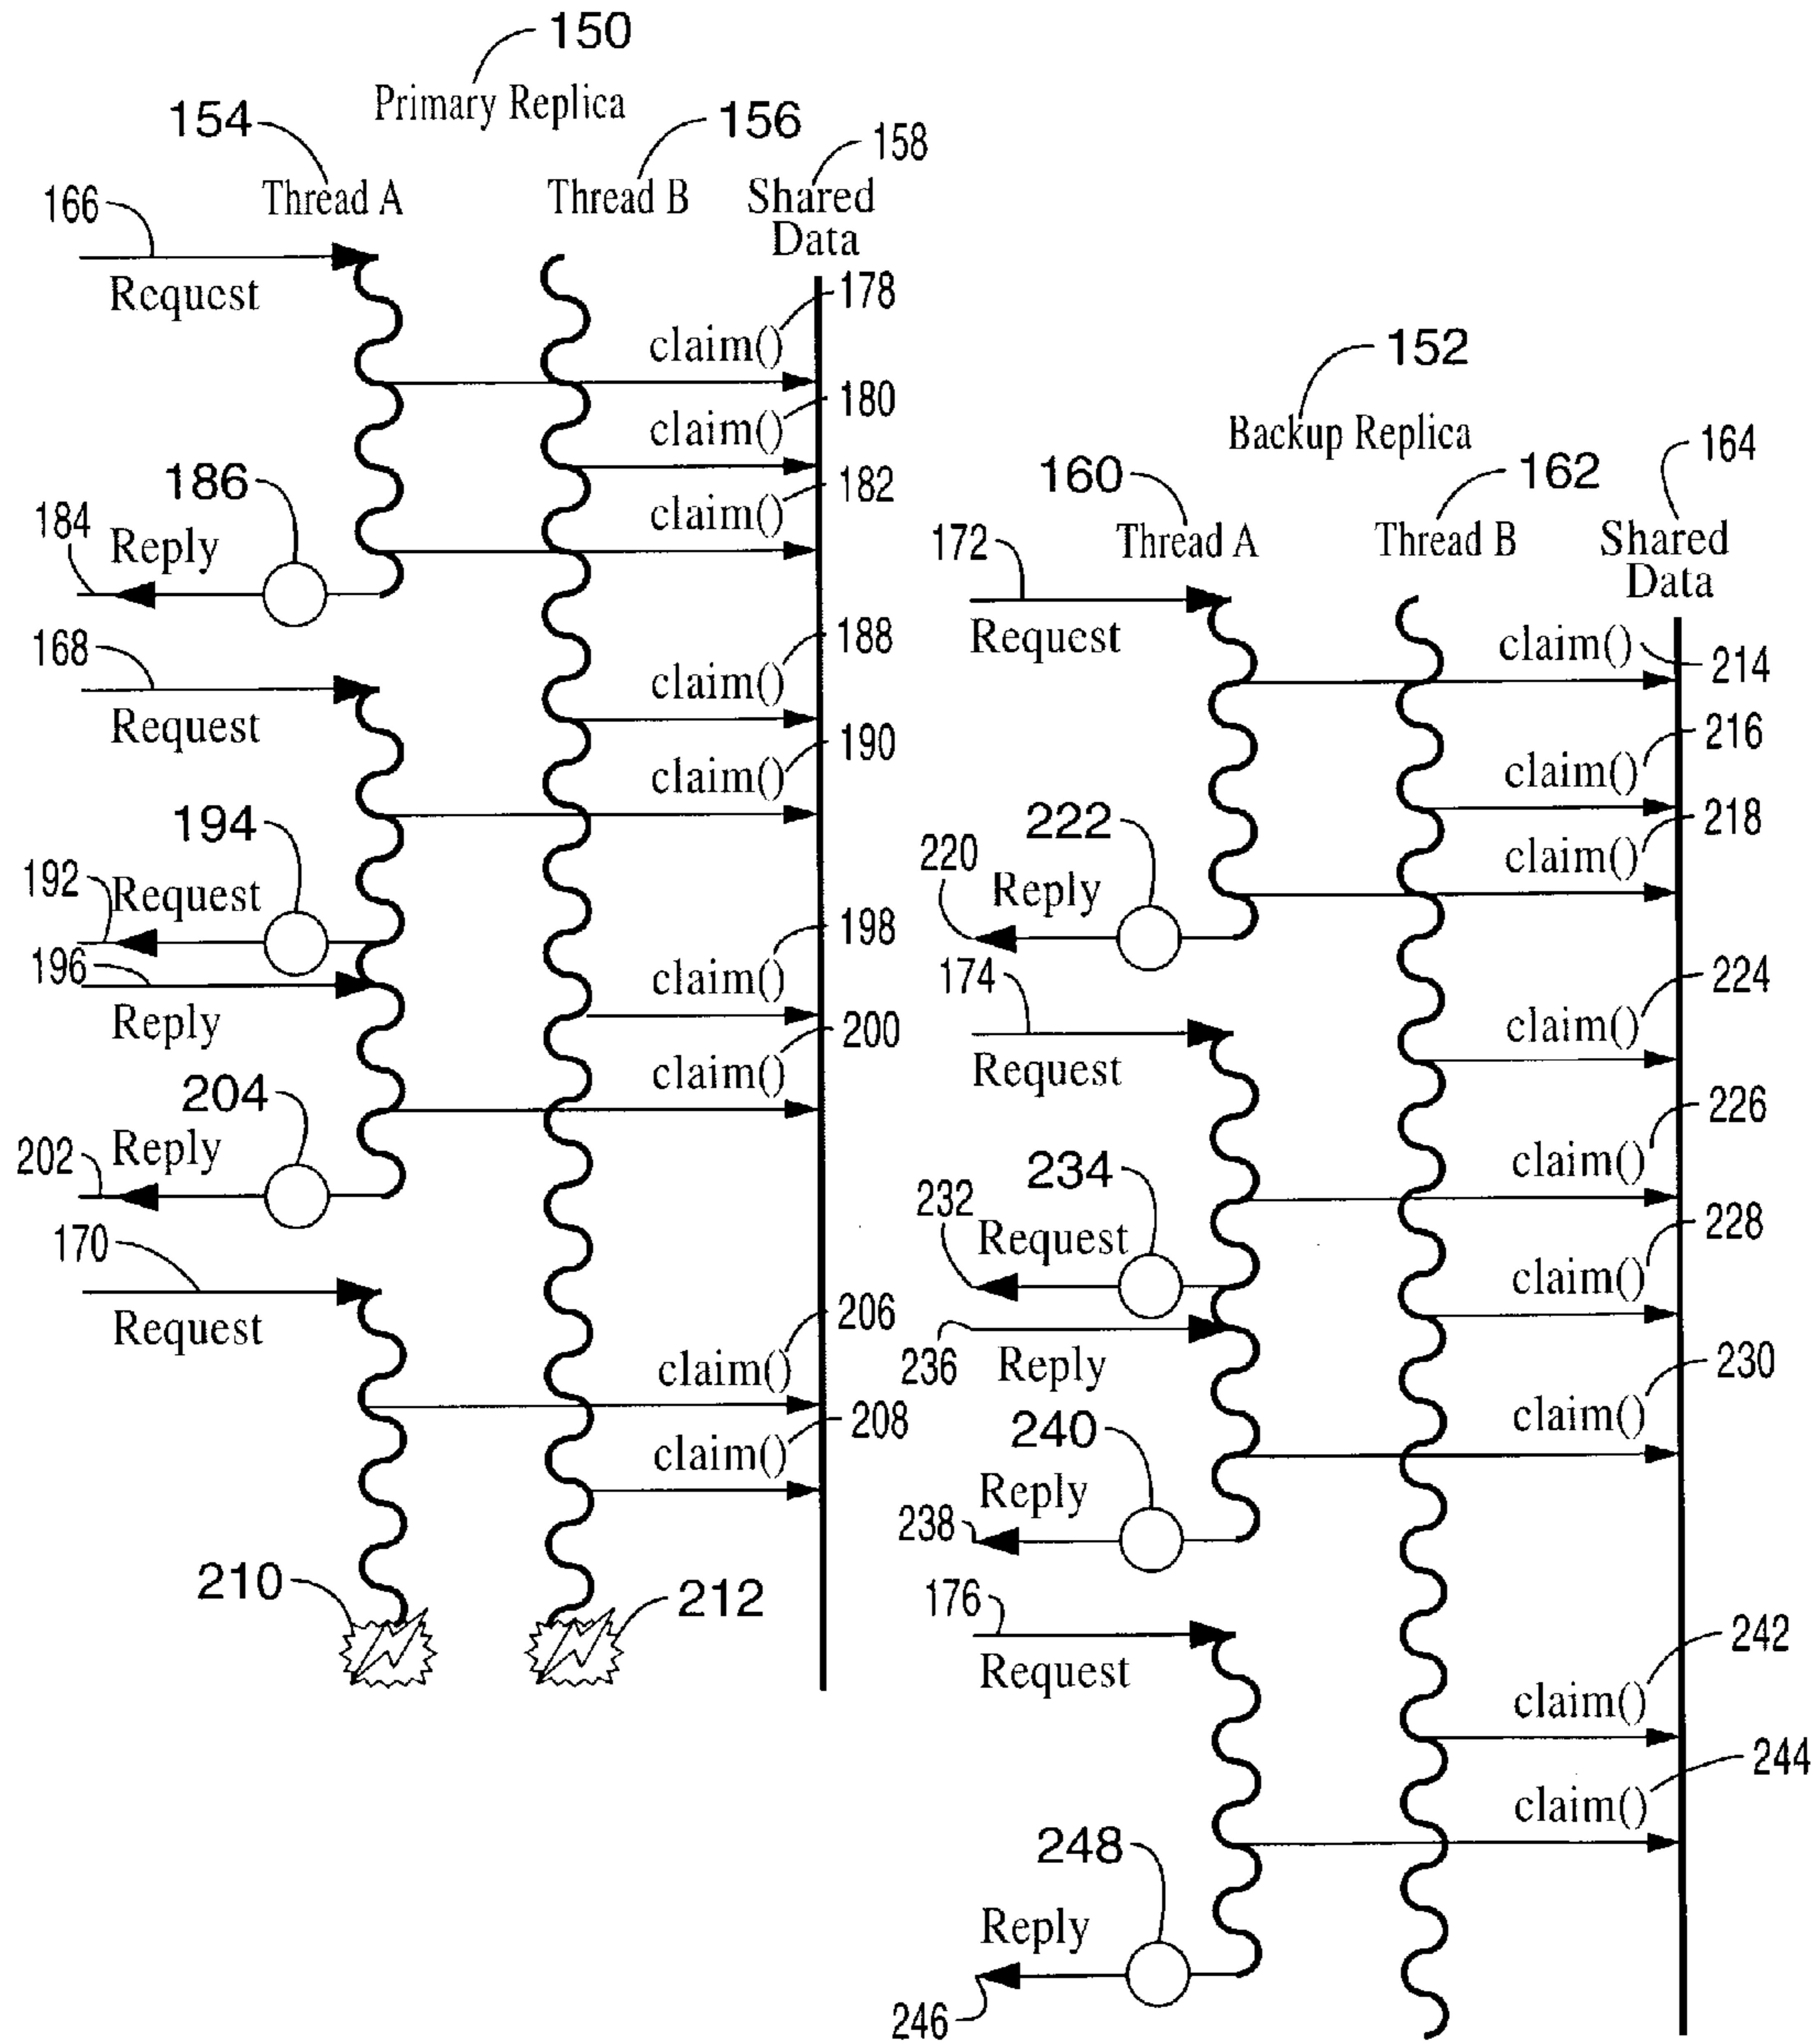 150
Primary Replica
154
156
158
Thread A
Thread B
Shared
Data
166
Request
178
claim()
180
claim()
182
claim()
186
184
Reply
168
Request
188
claim()
190
claim()
194
192
Request
196
Reply
198
claim()
200
claim()
204
202
Reply
170
Request
206
claim()
208
claim()
210
212
152
Backup Replica
160
162
164
Thread A
Thread B
Shared
Data
172
Request
claim()
214
216
claim()
218
claim()
222
220
Reply
174
Request
224
claim()
226
claim()
234
232
Request
228
claim()
236
Reply
230
claim()
240
238
Reply
176
Request
242
claim()
244
claim()
248
Reply
246